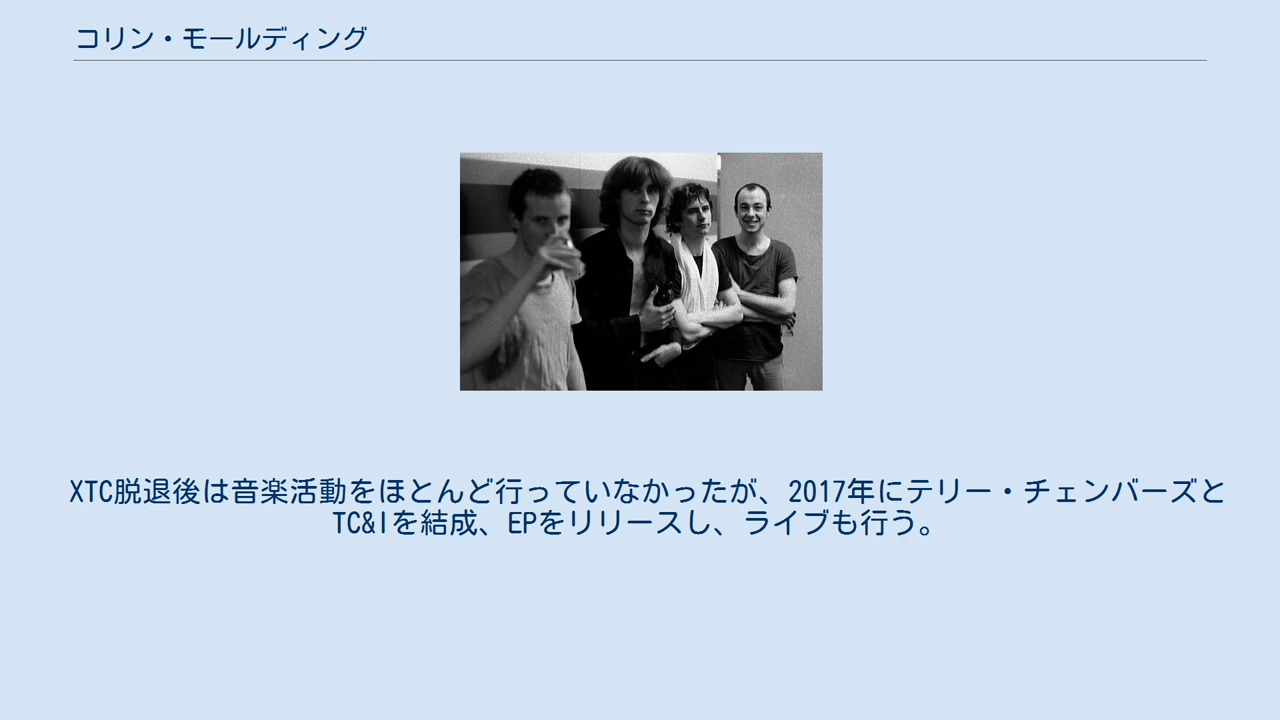 コリン・モールディング
XTC脱退後は音楽活動をほとんど行っていなかったが、2017年にテリー・チェンバーズと
TC&Iを結成、EPをリリースし、ライブも行う。